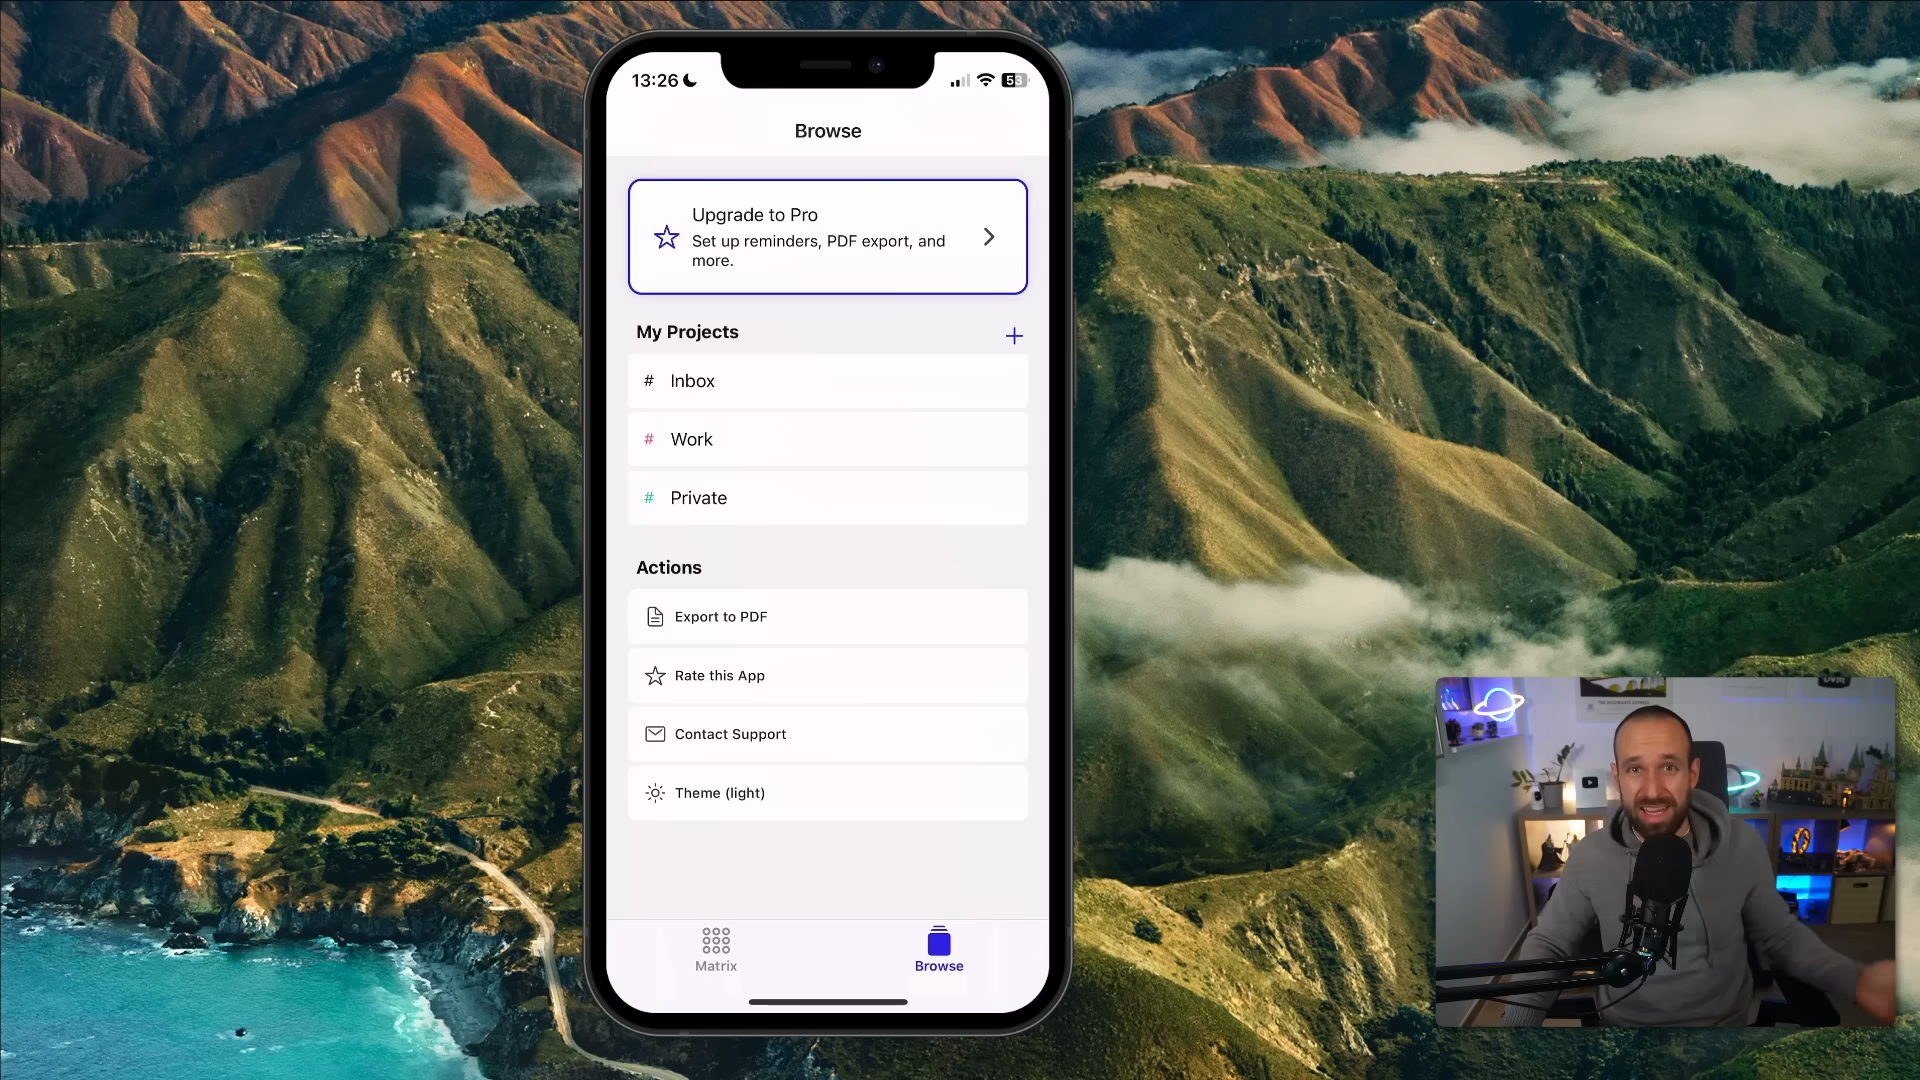 13:26
53
Browse
Upgrade to Pro
Set up reminders, PDF export, and
more.
My Projects
# Inbox
# Work
# Private
Actions
Export to PDF
Rate this App
Contact Support
Theme (light)
Matrix
Browse